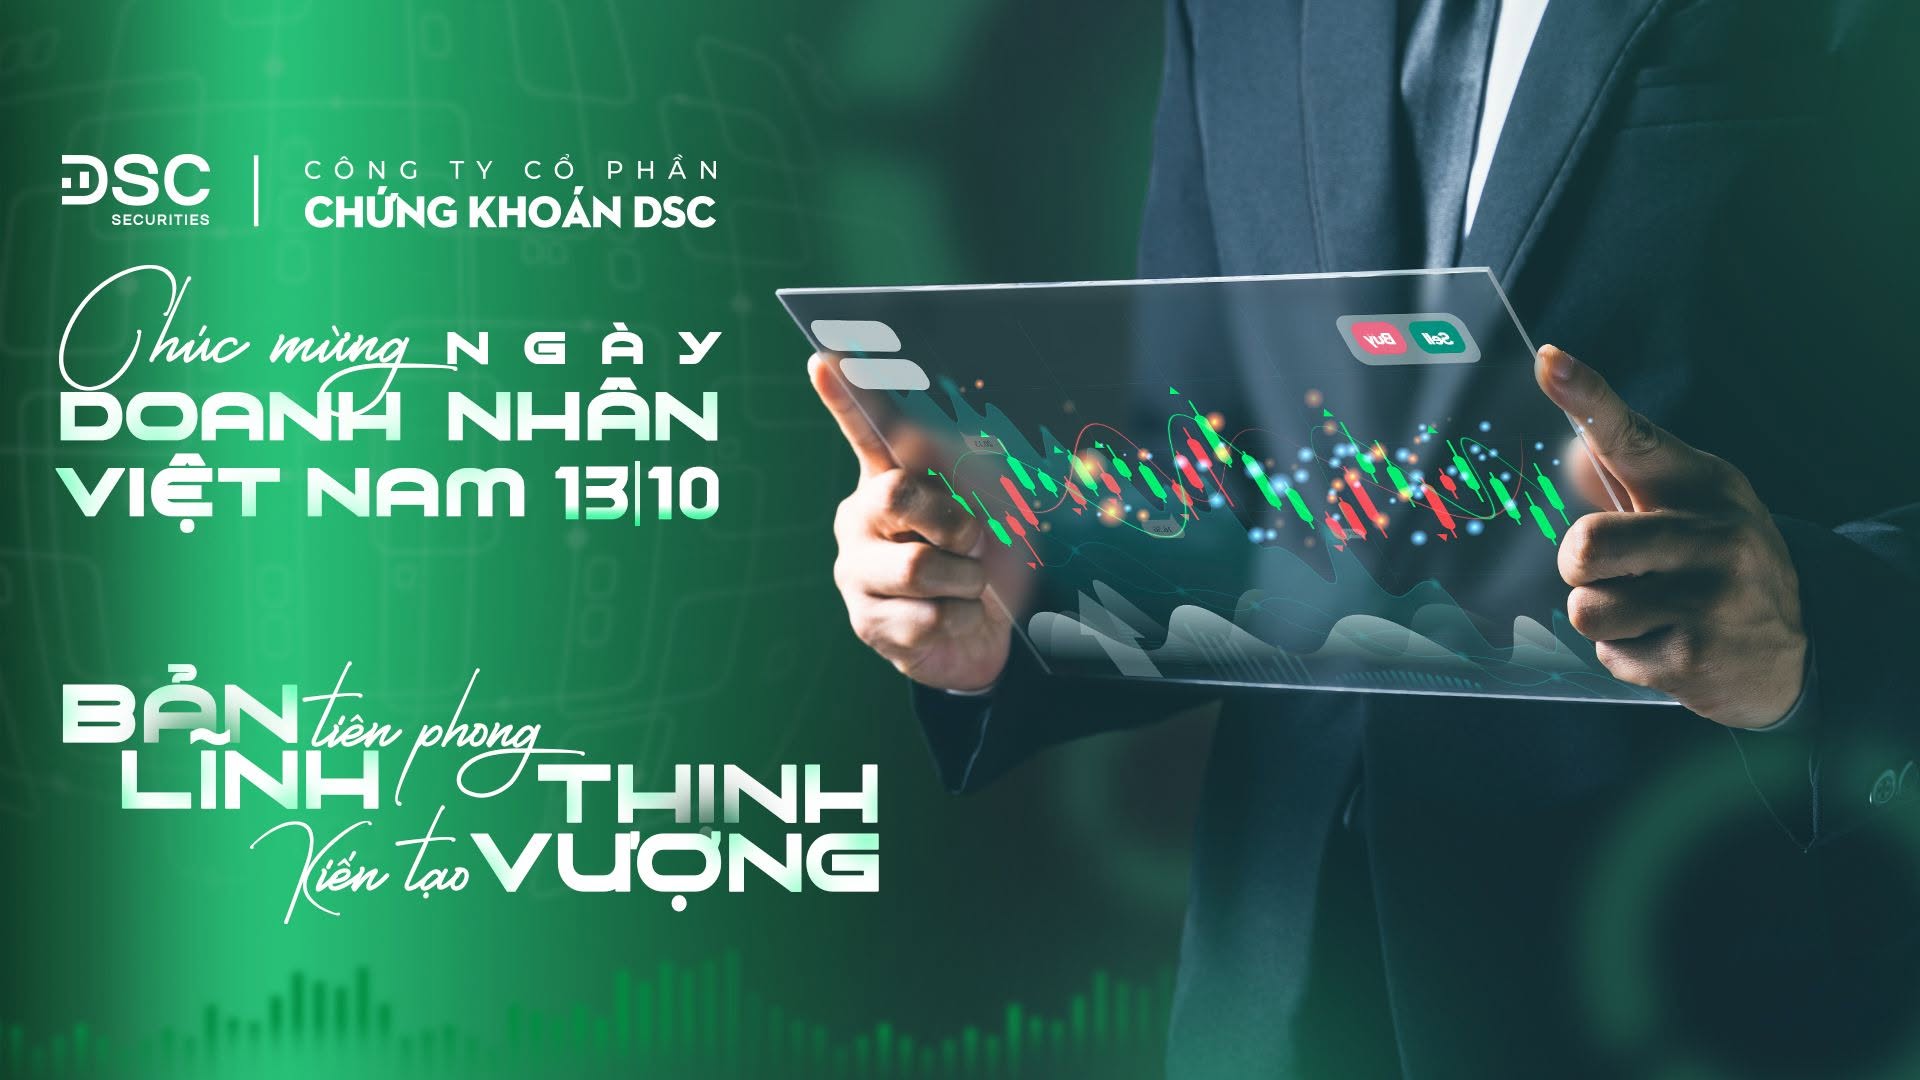 DSC
SECURITIES
CÔNG TY CỔ PHẦN
CHỨNG KHOÁN DSC
Chúc mừng NGÀY
DOANH NHÂN
VIỆT NAM 13|10
BẢN LĨNH tiên phong
Kiến tạo THỊNH VƯỢNG
Buy
Sell